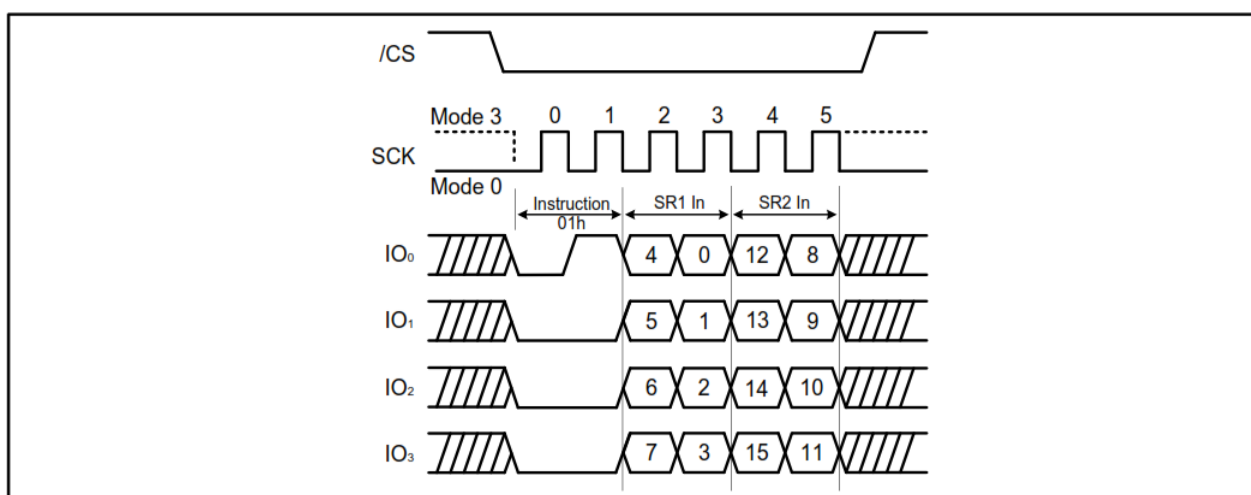 /CS
Mode 3 0 1 2 3 4 5
SCK
Mode 0
Instruction 01h SR1 In SR2 In
IO₀ 4 0 12 8
IO₁ 5 1 13 9
IO₂ 6 2 14 10
IO₃ 7 3 15 11